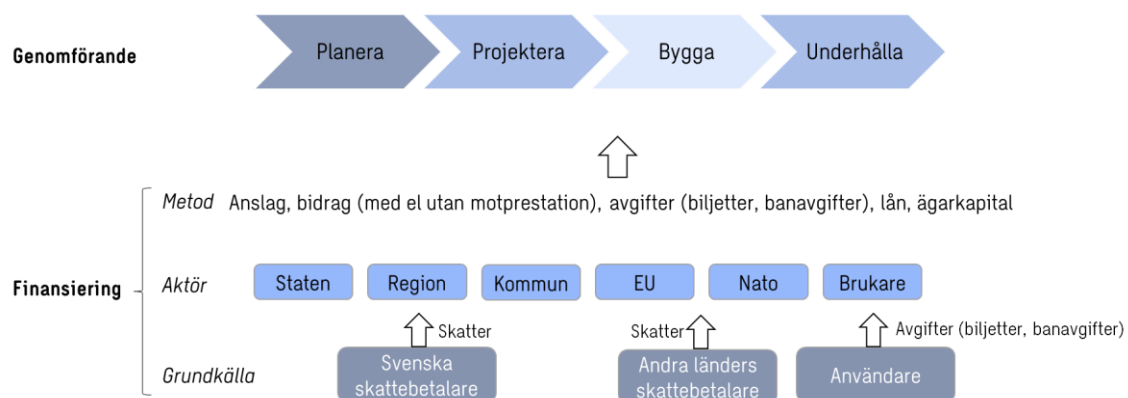 Genomförande
Planera
Projektera
Bygga
Underhålla
Metod
Anslag, bidrag (med el utan motprestation), avgifter (biljetter, banavgifter), lån, ägarkapital
Finansiering
Aktör
Staten
Region
Kommun
EU
Nato
Brukare
Skatter
Skatter
Avgifter (biljetter, banavgifter)
Grundkälla
Svenska
skattebetalare
Andra länders
skattebetalare
Användare